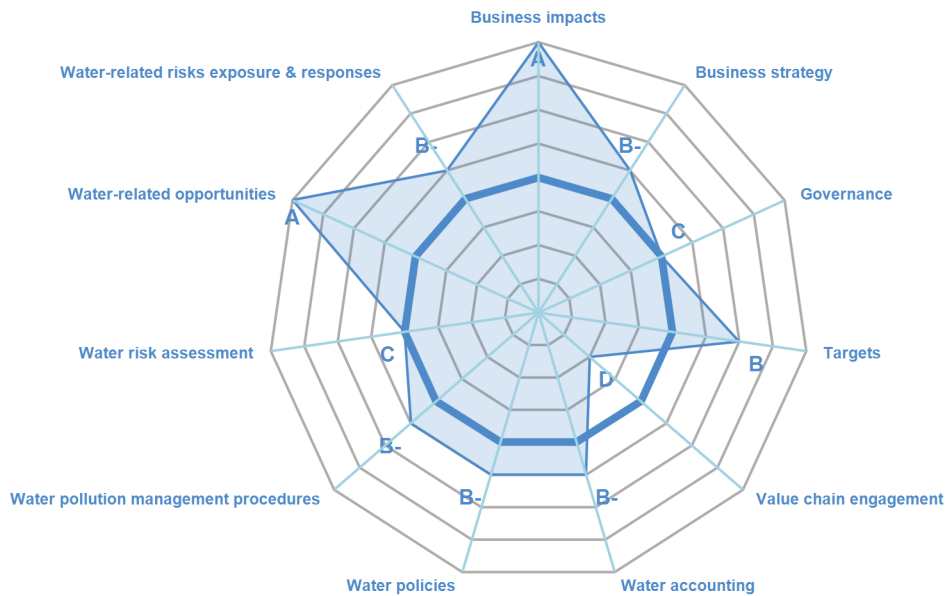 Business impacts
A
Water-related risks exposure & responses
Business strategy
B-
B-
Water-related opportunities
Governance
A
C
Water risk assessment
Targets
C
B
D
B-
Water pollution management procedures
Value chain engagement
B-
B-
Water policies
Water accounting